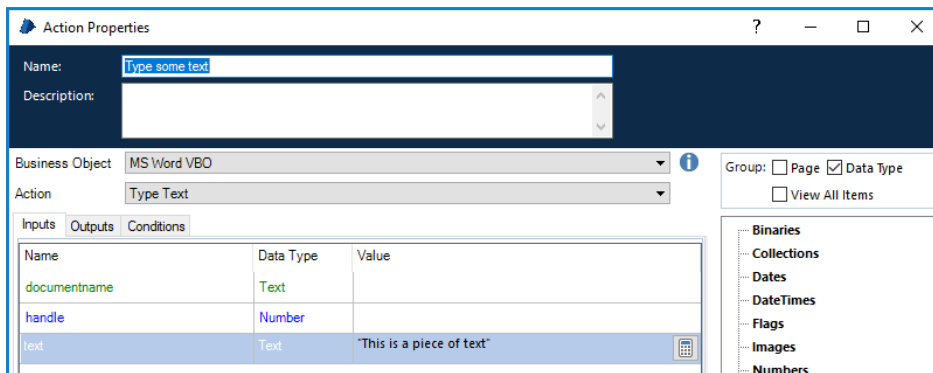 Action Properties
?
Name: Type some text
Description:
Business Object MS Word VBO
Action Type Text
Group: Page Data Type
View All Items
Inputs Outputs Conditions
Name Data Type Value
documentname Text
handle Number
text Text "This is a piece of text"
Binaries
Collections
Dates
DateTimes
Flags
Images
Numbers